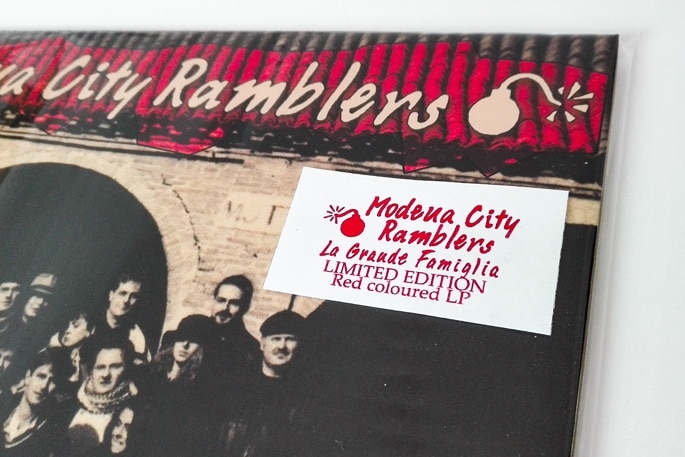 a City Ramblers
Modena City
Ramblers
La Grande Famiglia
LIMITED EDITION
Red coloured LP